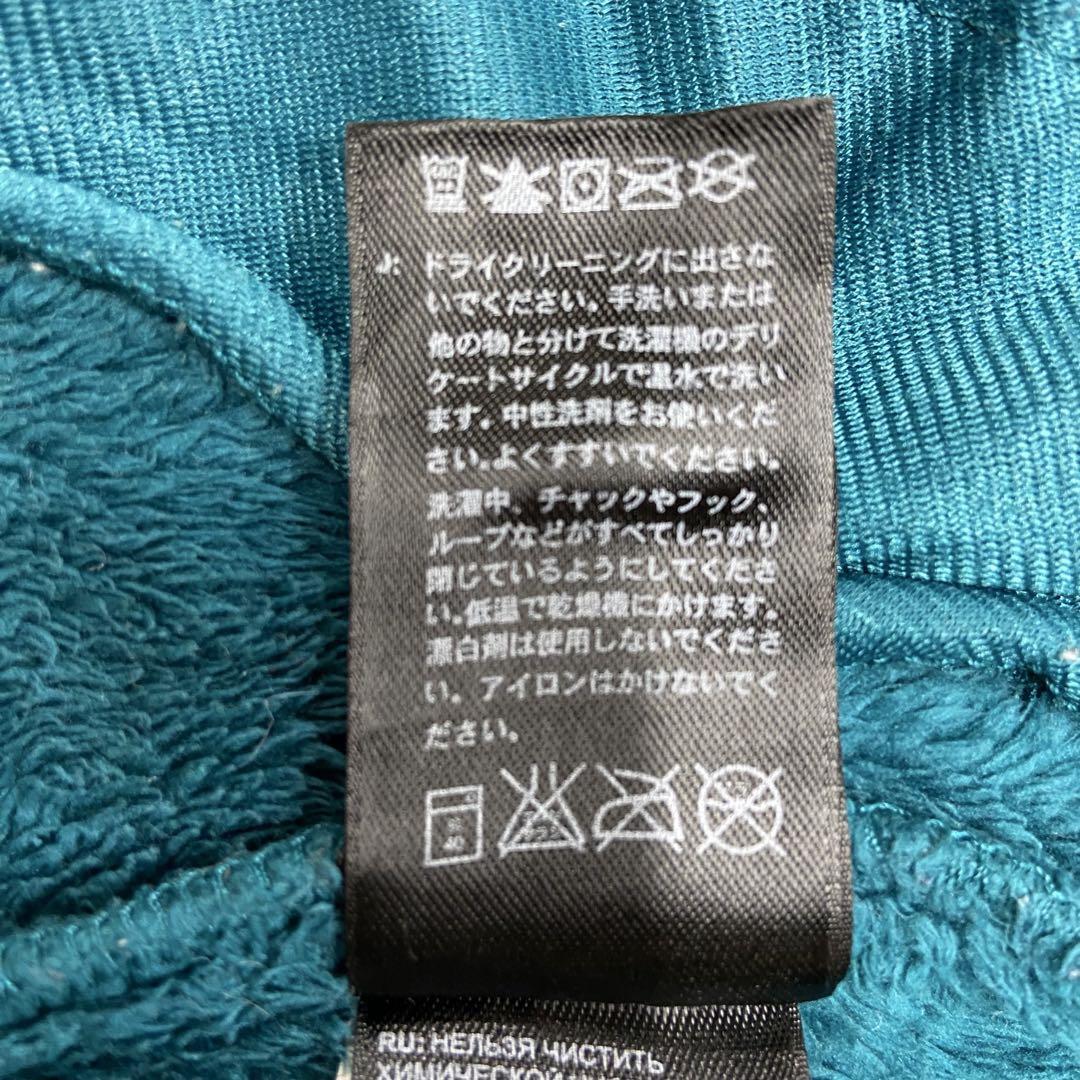 J: ドライクリーニングに出さな
いでください。手洗いまたは
他の物と分けて洗濯機のデリ
ケートサイクルで温水で洗い
ます。中性洗剤をお使いくだ
さい。よくすすいでください。
洗濯中、チャックやフック、
ループなどがすべてしっかり
閉じているようにしてくださ
い。低温で乾燥機にかけます。
漂白剤は使用しないでくださ
い。アイロンはかけないでく
ださい。
40
RU: НЕЛЬЗЯ ЧИСТИТЬ